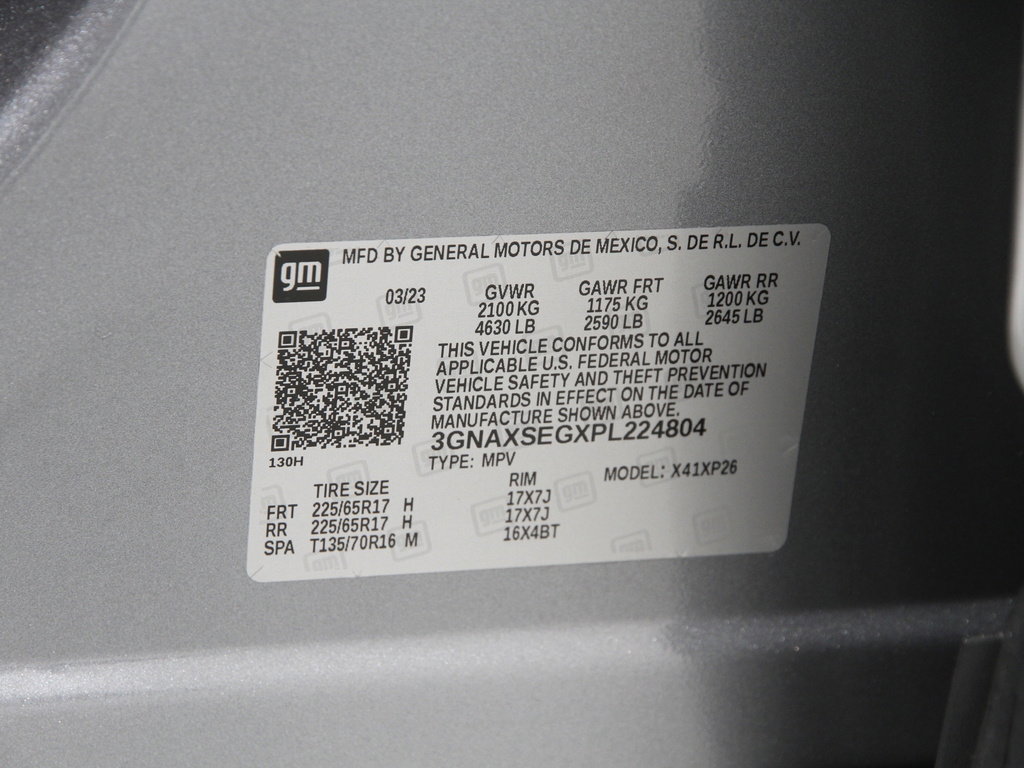 gm
MFD BY GENERAL MOTORS DE MEXICO, S. DE R.L. DE C.V.
03/23 GVWR GAWR FRT GAWR RR
2100 KG 1175 KG 1200 KG
4630 LB 2590 LB 2645 LB
THIS VEHICLE CONFORMS TO ALL
APPLICABLE U.S. FEDERAL MOTOR
VEHICLE SAFETY AND THEFT PREVENTION
STANDARDS IN EFFECT ON THE DATE OF
MANUFACTURE SHOWN ABOVE.
3GNAXSEGXPL224804
130H
TYPE: MPV MODEL: X41XP26
TIRE SIZE RIM
FRT 225/65R17 H 17X7J
RR 225/65R17 H 17X7J
SPA T135/70R16 M 16X4BT